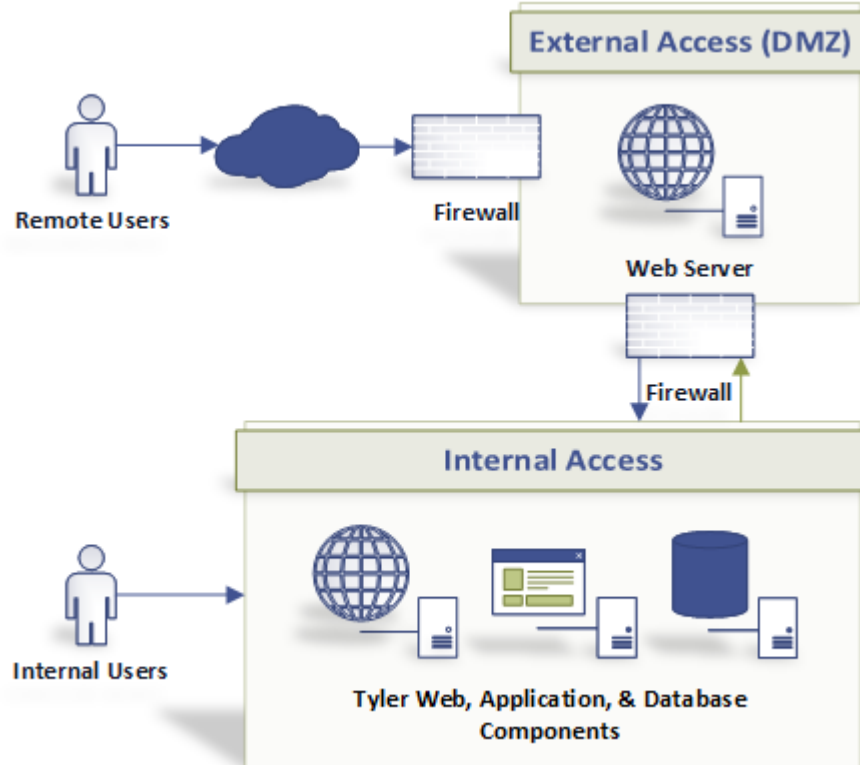 External Access (DMZ)
Remote Users
Firewall
Web Server
Firewall
Internal Access
Internal Users
Tyler Web, Application, & Database
Components